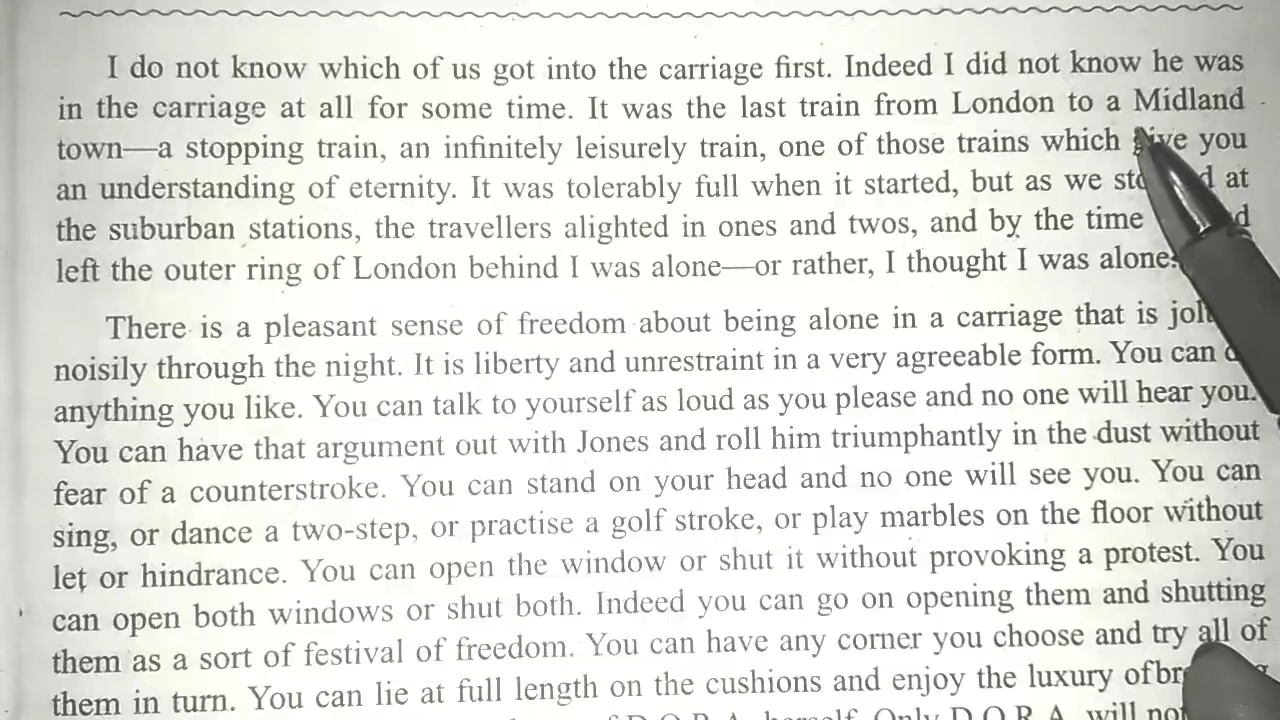 I do not know which of us got into the carriage first. Indeed I did not know he was
in the carriage at all for some time. It was the last train from London to a Midland
town—a stopping train, an infinitely leisurely train, one of those trains which give you
an understanding of eternity. It was tolerably full when it started, but as we at
the suburban stations, the travellers alighted in ones and twos, and by the time
left the outer ring of London behind I was alone—or rather, I thought I was alone.
There is a pleasant sense of freedom about being alone in a carriage that is
noisily through the night. It is liberty and unrestraint in a very agreeable form. You can
anything you like. You can talk to yourself as loud as you please and no one will hear you.
You can have that argument out with Jones and roll him triumphantly in the dust without
fear of a counterstroke. You can stand on your head and no one will see you. You can
sing, or dance a two-step, or practise a golf stroke, or play marbles on the floor without
let or hindrance. You can open the window or shut it without provoking a protest. You
can open both windows or shut both. Indeed you can go on opening them and shutting
them as a sort of festival of freedom. You can have any corner you choose and try all of
them in turn. You can lie at full length on the cushions and enjoy the luxury of
D.O.R.A. herself. Only D.O.R.A. will